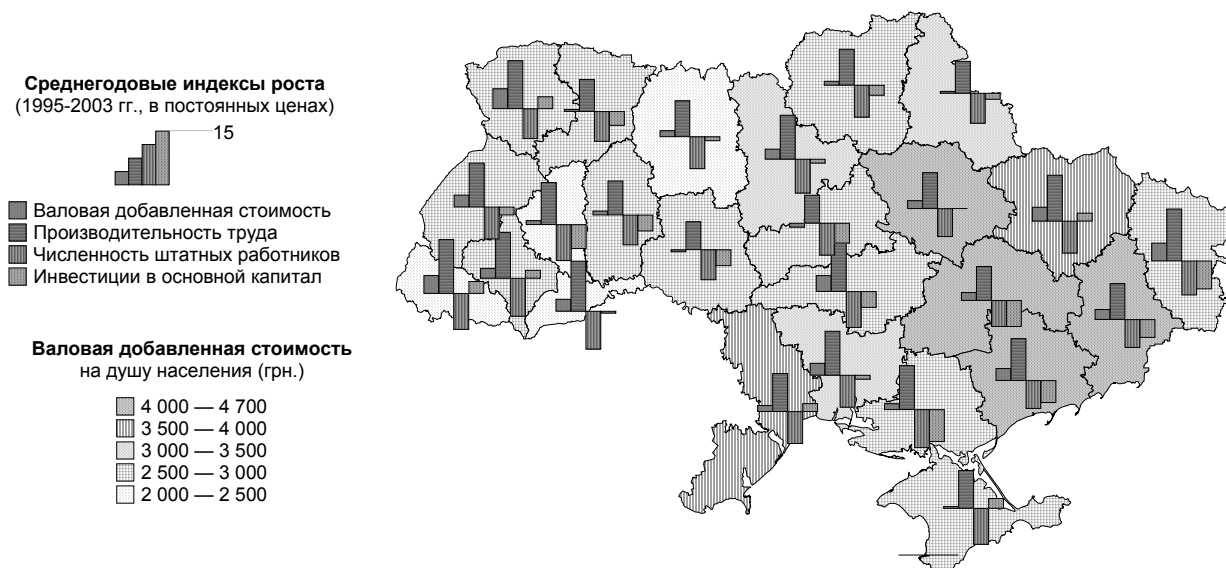 Среднегодовые индексы роста
(1995-2003 гг., в постоянных ценах)
15
Валовая добавленная стоимость
Производительность труда
Численность штатных работников
Инвестиции в основной капитал
Валовая добавленная стоимость
на душу населения (грн.)
4 000 — 4 700
3 500 — 4 000
3 000 — 3 500
2 500 — 3 000
2 000 — 2 500